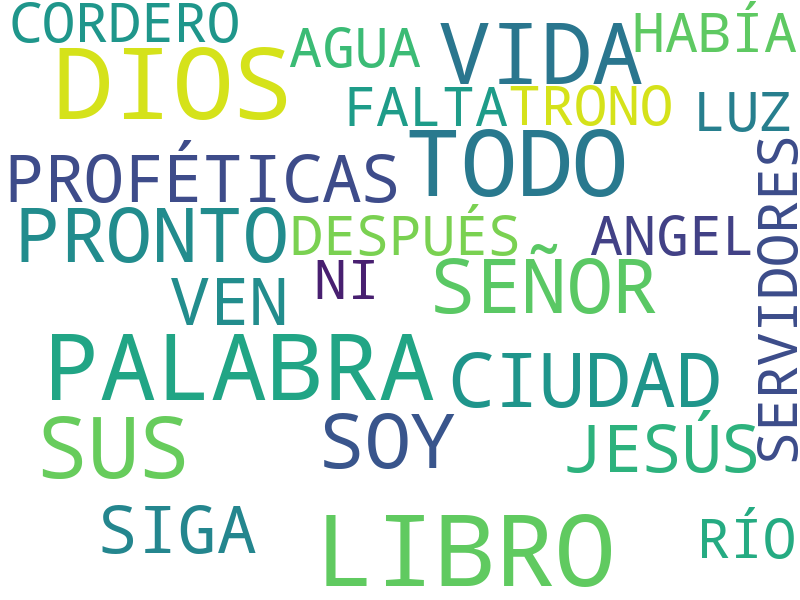 CORDERO
AGUA
VIDA
HABÍA
DIOS
FALTA
TRONO
LUZ
PROFÉTICAS
TODO
SERVIDORES
PRONTO
DESPUÉS
ANGEL
VEN
NI
SEÑOR
PALABRA
CIUDAD
SUS
SOY
JESÚS
SIGA
LIBRO
RÍO